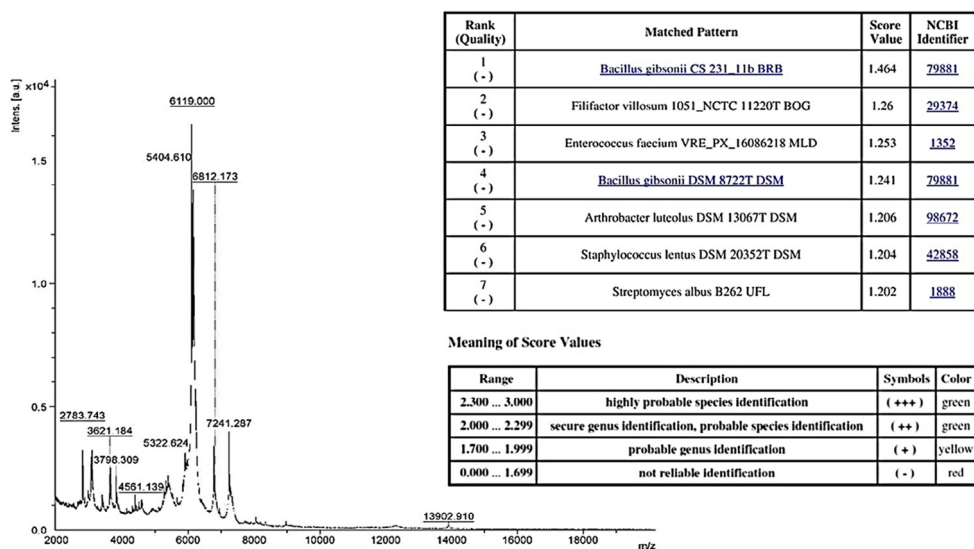 Intens. [a.u.]
x10⁴
1.5
1.0
0.5
0.0
6119.000
5404.610
6812.173
2783.743
3621.184
3798.309
4561.139
5322.624
7241.287
13902.910
2000 4000 6000 8000 10000 12000 14000 16000 18000 m/z
Rank (Quality) Matched Pattern Score Value NCBI Identifier
1 (-) Bacillus gibsonii CS 231_11b BRB 1.464 79881
2 (-) Filifactor villosum 1051_NCTC 11220T BOG 1.26 29374
3 (-) Enterococcus faecium VRE_PX_16086218 MLD 1.253 1352
4 (-) Bacillus gibsonii DSM 8722T DSM 1.241 79881
5 (-) Arthrobacter luteolus DSM 13067T DSM 1.206 98672
6 (-) Staphylococcus lentus DSM 20352T DSM 1.204 42858
7 (-) Streptomyces albus B262 UFL 1.202 1888
Meaning of Score Values
Range Description Symbols Color
2.300 ... 3.000 highly probable species identification (+++) green
2.000 ... 2.299 secure genus identification, probable species identification (++) green
1.700 ... 1.999 probable genus identification (+) yellow
0.000 ... 1.699 not reliable identification (-) red